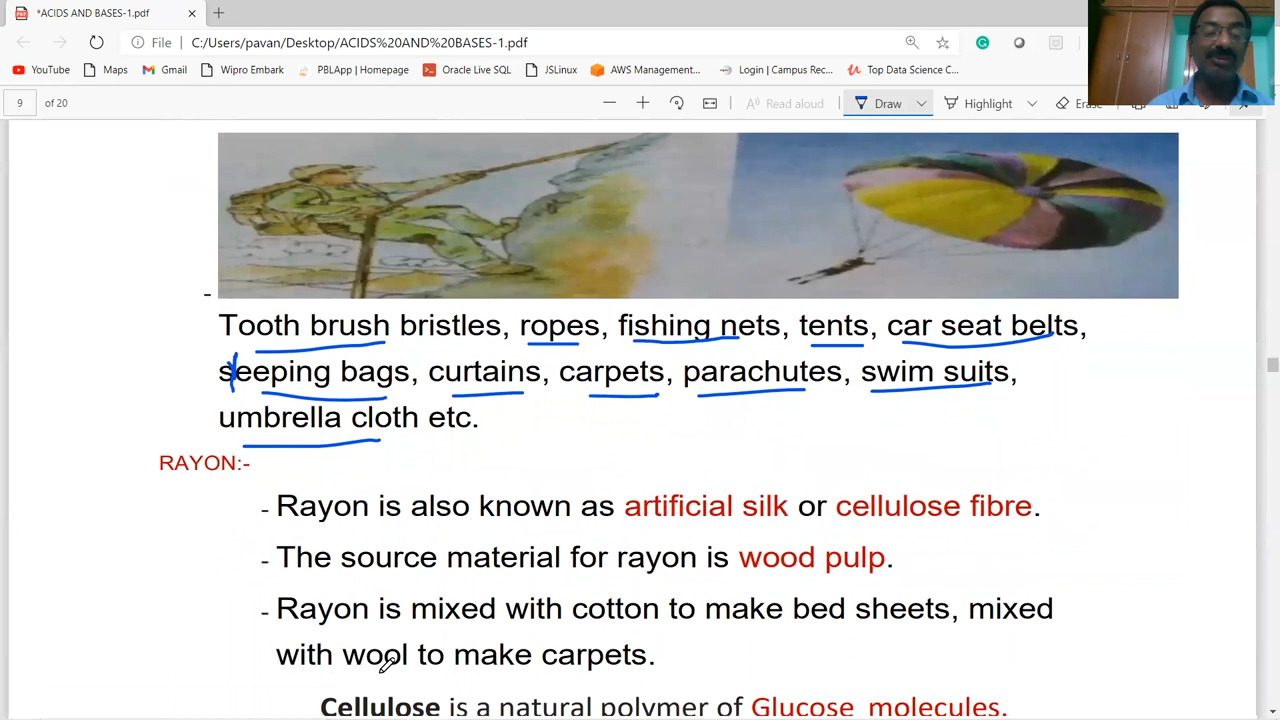 *ACIDS AND BASES-1.pdf
File C:/Users/pavan/Desktop/ACIDS%20AND%20BASES-1.pdf
YouTube Maps Gmail Wipro Embark PBLApp | Homepage Oracle Live SQL JSLinux AWS Management... Login | Campus Rec... Top Data Science C...
9 of 20 Read aloud Draw Highlight Erase
Tooth brush bristles, ropes, fishing nets, tents, car seat belts,
sleeping bags, curtains, carpets, parachutes, swim suits,
umbrella cloth etc.
RAYON:-
- Rayon is also known as artificial silk or cellulose fibre.
- The source material for rayon is wood pulp.
- Rayon is mixed with cotton to make bed sheets, mixed
with wool to make carpets.
Cellulose is a natural polymer of Glucose molecules.